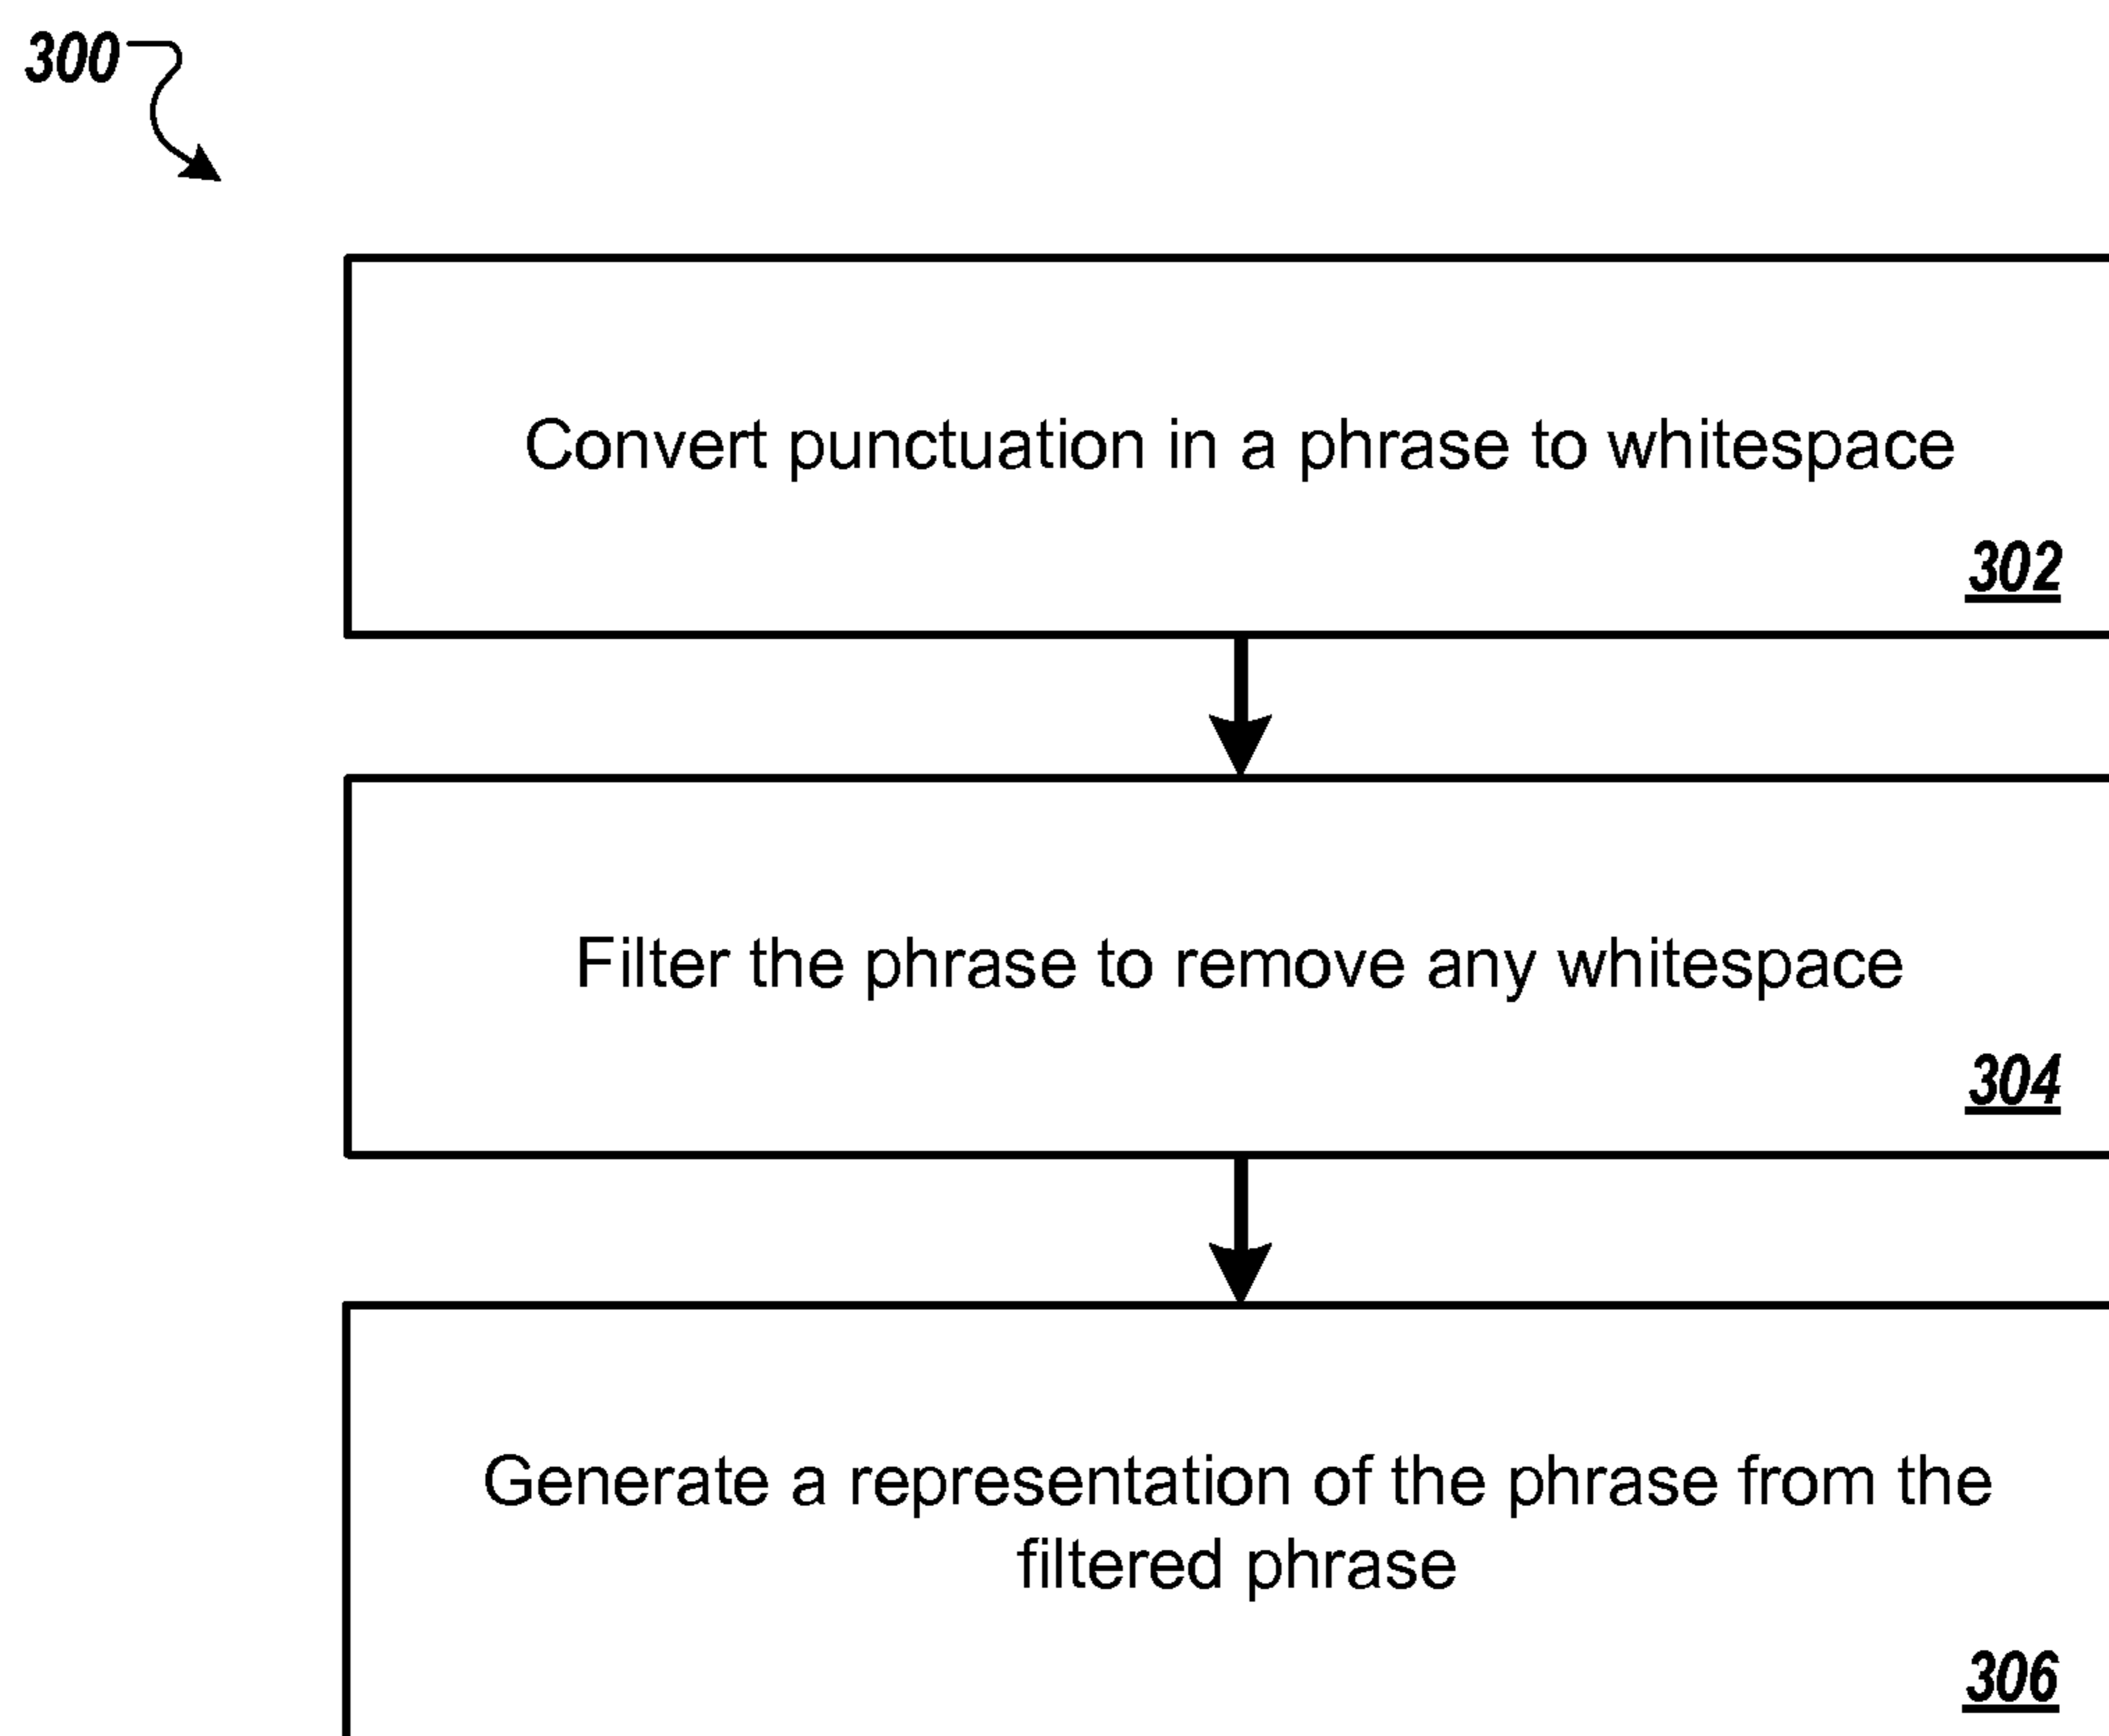 300
Convert punctuation in a phrase to whitespace
302
Filter the phrase to remove any whitespace
304
Generate a representation of the phrase from the
filtered phrase
306